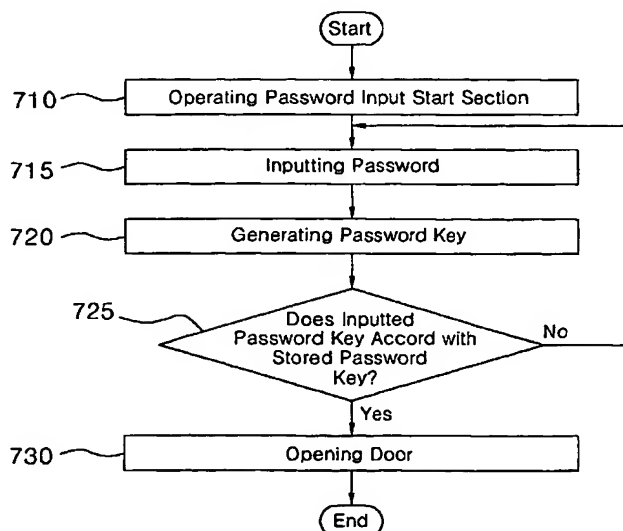 Start
710
Operating Password Input Start Section
715
Inputting Password
720
Generating Password Key
725
Does Inputted
Password Key Accord with
Stored Password
Key?
No
Yes
730
Opening Door
End